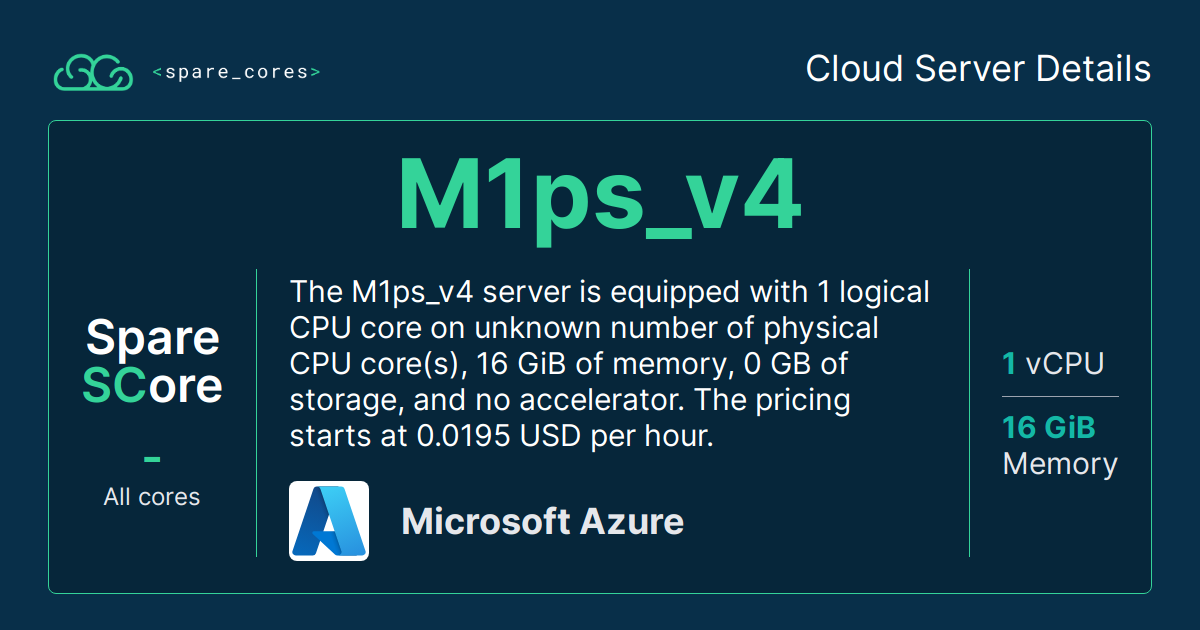 <spare_cores>
Cloud Server Details
M1ps_v4
Spare
SCore
-
All cores
The M1ps_v4 server is equipped with 1 logical
CPU core on unknown number of physical
CPU core(s), 16 GiB of memory, 0 GB of
storage, and no accelerator. The pricing
starts at 0.0195 USD per hour.
Microsoft Azure
1 vCPU
16 GiB
Memory